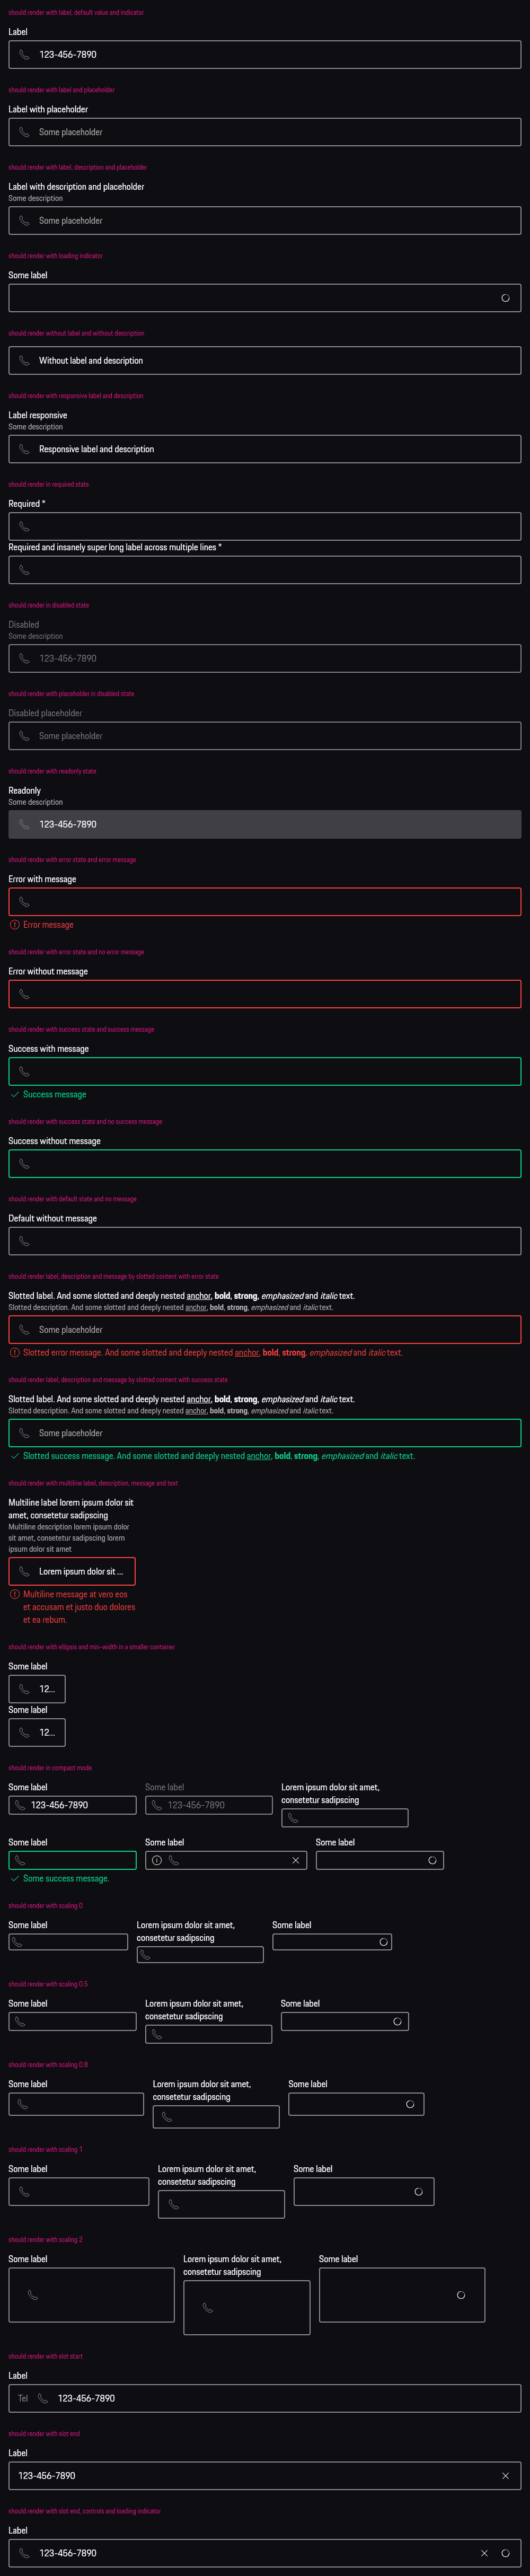 should render with label, default value and indicator
Label
123-456-7890
should render with label and placeholder
Label with placeholder
Some placeholder
should render with label, description and placeholder
Label with description and placeholder
Some description
Some placeholder
should render with loading indicator
Some label
should render without label and without description
Without label and description
should render with responsive label and description
Label responsive
Some description
Responsive label and description
should render in required state
Required *
Required and insanely super long label across multiple lines *
should render in disabled state
Disabled
Some description
123-456-7890
should render with placeholder in disabled state
Disabled placeholder
Some placeholder
should render with readonly state
Readonly
Some description
123-456-7890
should render with error state and error message
Error with message
Error message
should render with error state and no error message
Error without message
should render with success state and success message
Success with message
Success message
should render with success state and no success message
Success without message
should render with default state and no message
Default without message
should render label, description and message by slotted content with error state
Slotted label. And some slotted and deeply nested anchor, bold, strong, emphasized and italic text.
Slotted description. And some slotted and deeply nested anchor, bold, strong, emphasized and italic text.
Some placeholder
Slotted error message. And some slotted and deeply nested anchor, bold, strong, emphasized and italic text.
should render label, description and message by slotted content with success state
Slotted label. And some slotted and deeply nested anchor, bold, strong, emphasized and italic text.
Slotted description. And some slotted and deeply nested anchor, bold, strong, emphasized and italic text.
Some placeholder
Slotted success message. And some slotted and deeply nested anchor, bold, strong, emphasized and italic text.
should render with multiline label, description, message and text
Multiline label lorem ipsum dolor sit
amet, consetetur sadipscing
Multiline description lorem ipsum dolor
sit amet, consetetur sadipscing lorem
ipsum dolor sit amet
Lorem ipsum dolor sit ...
Multiline message at vero eos
et accusam et justo duo dolores
et ea rebum.
should render with ellipsis and min-width in a smaller container
Some label
12...
Some label
12...
should render in compact mode
Some label
123-456-7890
Some label
123-456-7890
Lorem ipsum dolor sit amet,
consetetur sadipscing
Some label
Some success message.
Some label
Some label
should render with scaling 0
Some label
Lorem ipsum dolor sit amet,
consetetur sadipscing
Some label
should render with scaling 0.5
Some label
Lorem ipsum dolor sit amet,
consetetur sadipscing
Some label
should render with scaling 0.8
Some label
Lorem ipsum dolor sit amet,
consetetur sadipscing
Some label
should render with scaling 1
Some label
Lorem ipsum dolor sit amet,
consetetur sadipscing
Some label
should render with scaling 2
Some label
Lorem ipsum dolor sit amet,
consetetur sadipscing
Some label
should render with slot start
Label
Tel 123-456-7890
should render with slot end
Label
123-456-7890
should render with slot end, controls and loading indicator
Label
123-456-7890